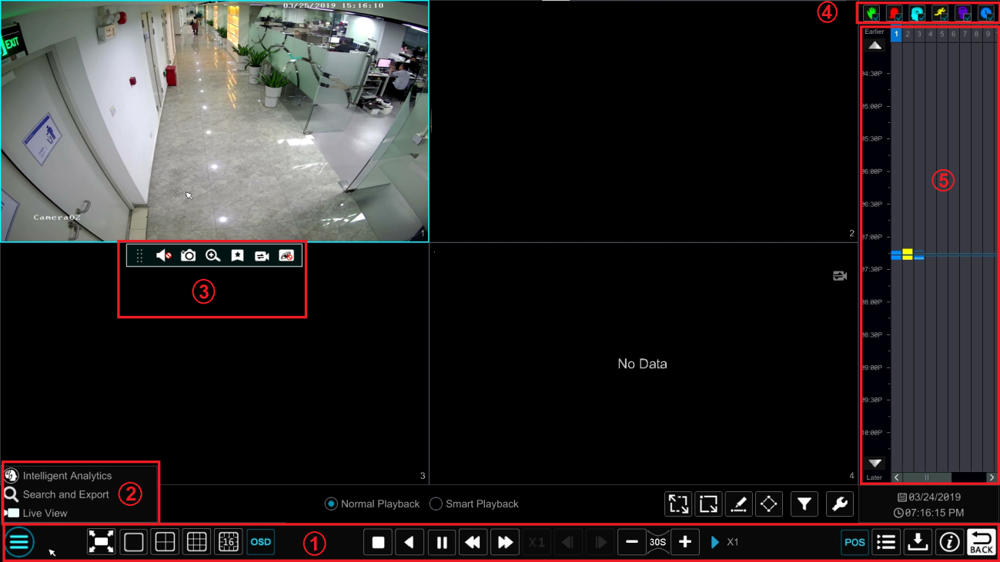 03/25/2019 15:16:10
EXIT
Camera02
1
2
3
4
No Data
④
⑤
③
②
①
Earlier
1 2 3 4 5 6 7 8 9
04:30P
05:00P
05:30P
06:00P
06:30P
07:00P
07:30P
08:00P
08:30P
09:00P
09:30P
10:00P
Later
Intelligent Analytics
Search and Export
Live View
Normal Playback
Smart Playback
03/24/2019
07:16:15 PM
16
OSD
X1
30S
X1
POS
BACK